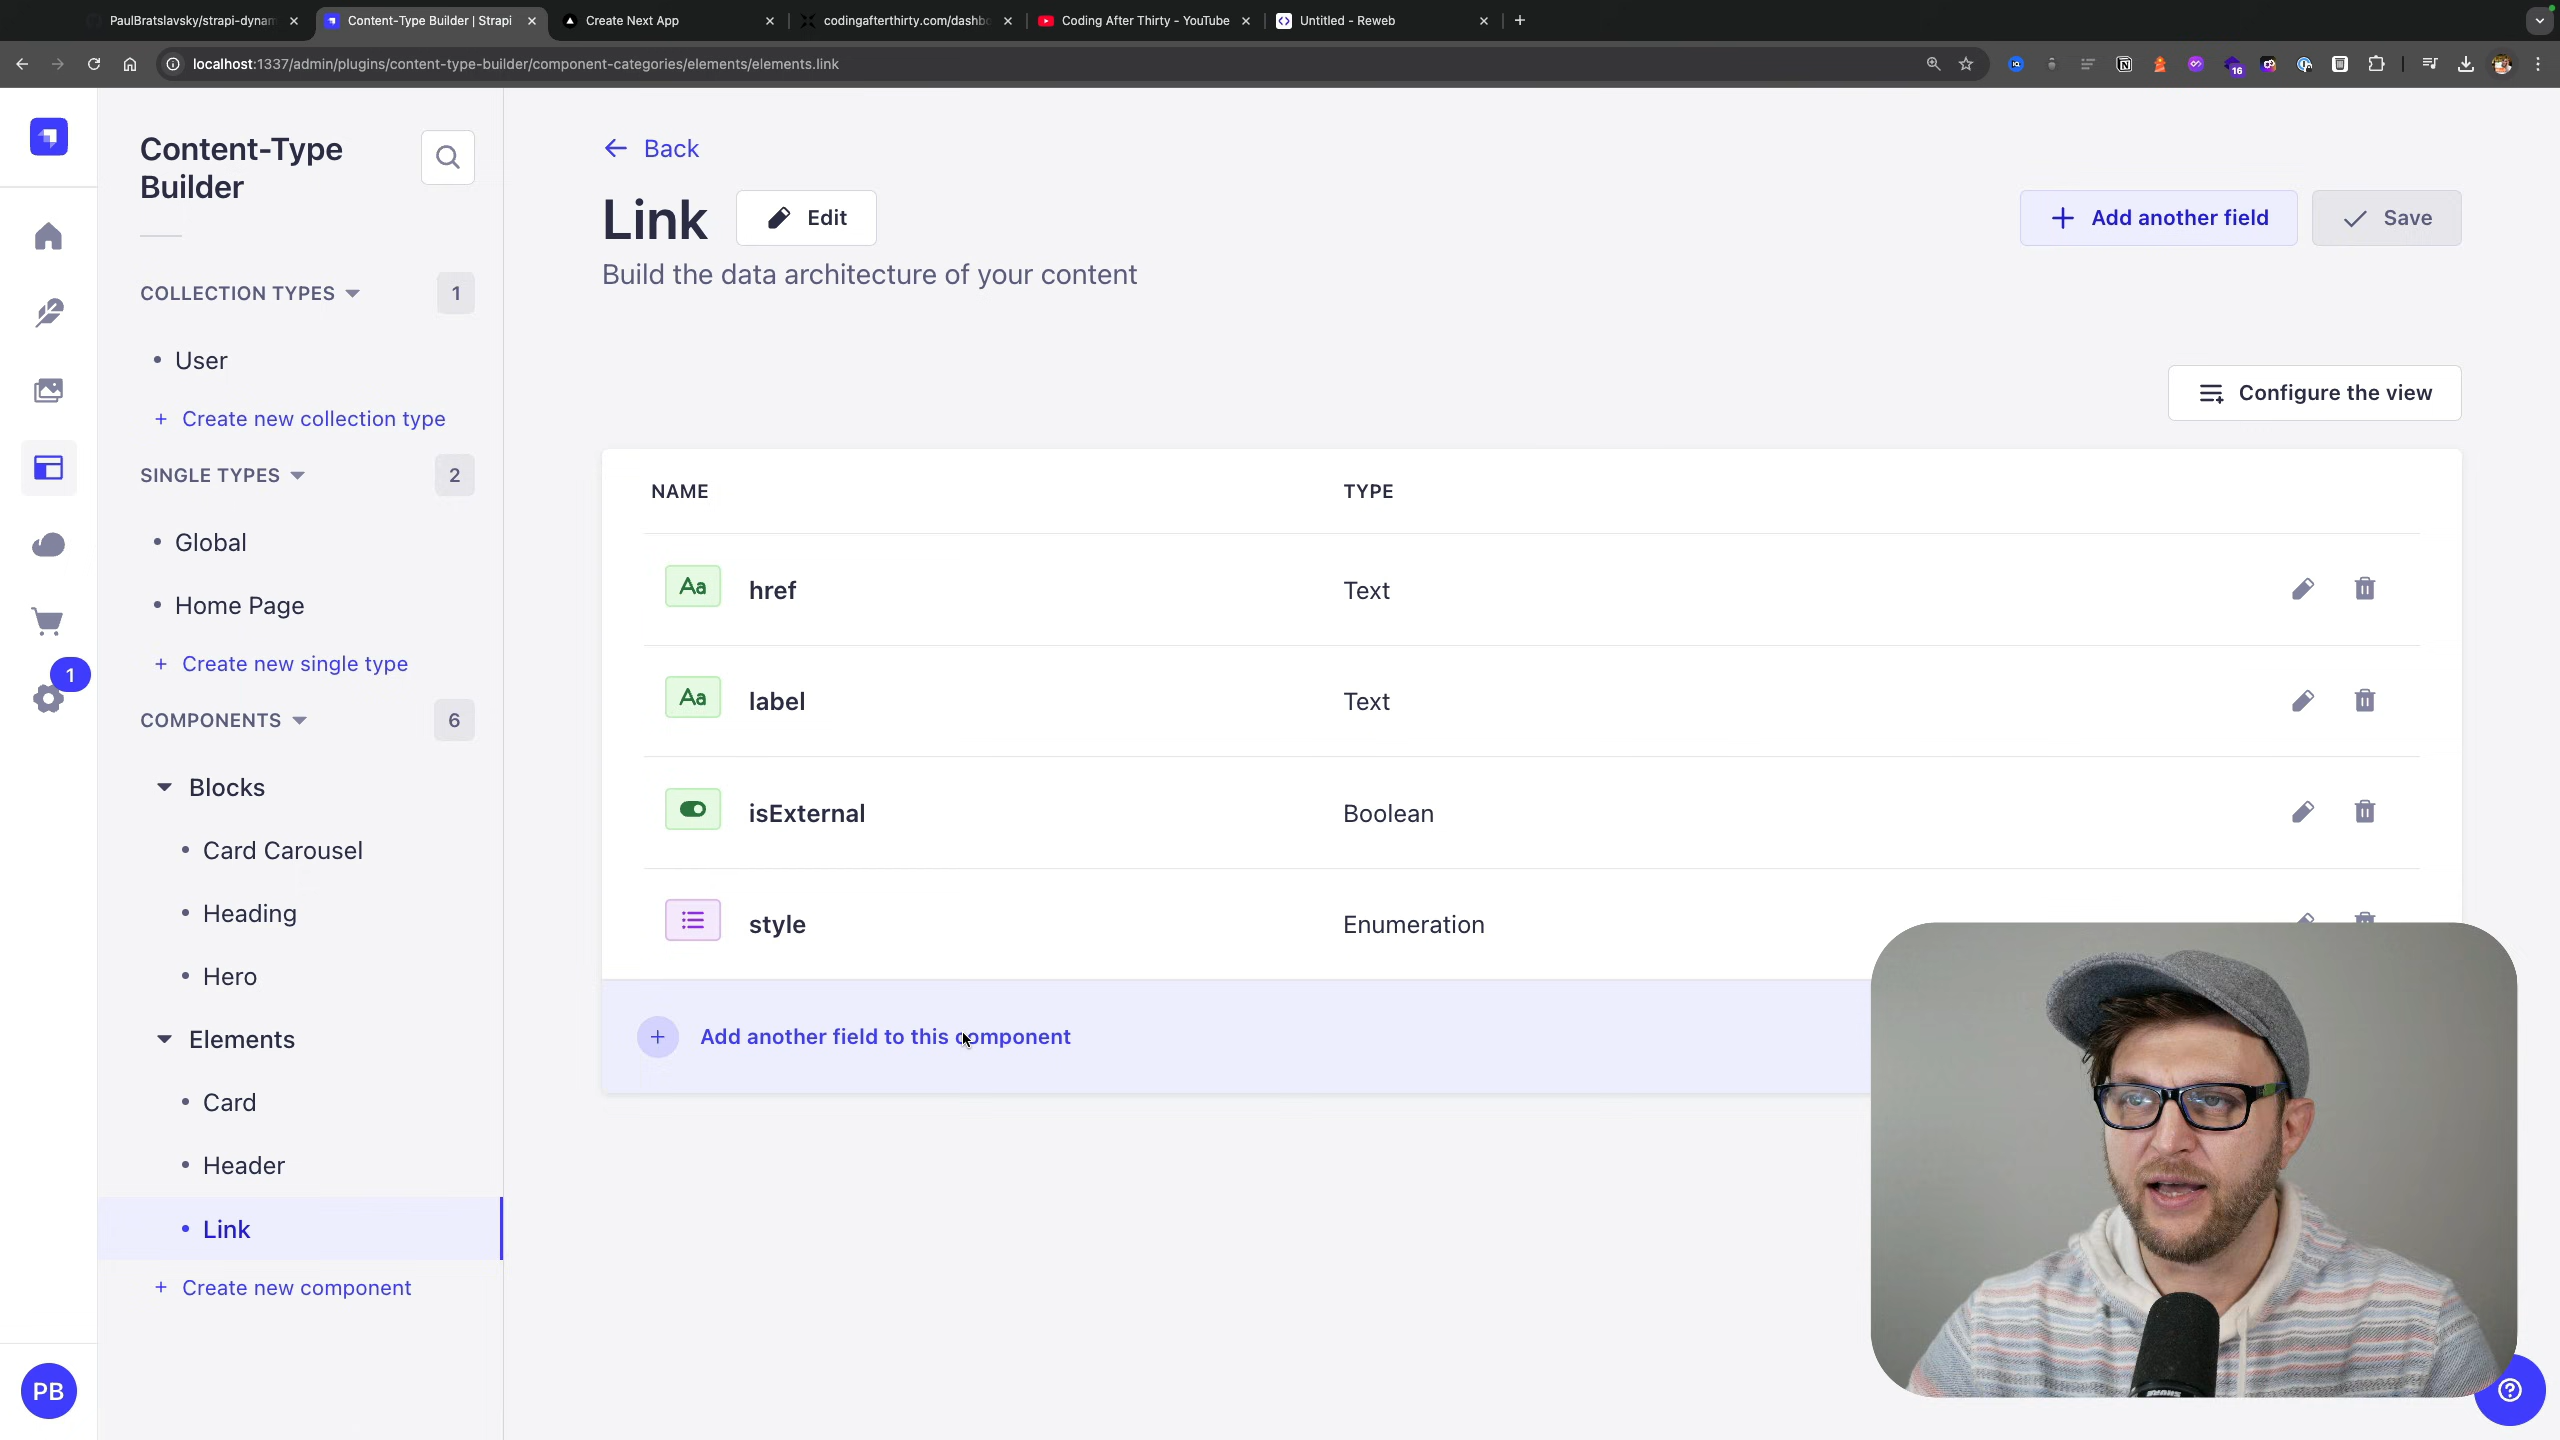 PaulBratslavsky/strapi-dynam
Content-Type Builder | Strapi
Create Next App
codingafterthirty.com/dashbo
Coding After Thirty - YouTube
Untitled - Reweb
localhost:1337/admin/plugins/content-type-builder/component-categories/elements/elements.link
16
Content-Type
Builder
COLLECTION TYPES
1
User
+ Create new collection type
SINGLE TYPES
2
Global
Home Page
+ Create new single type
1
COMPONENTS
6
Blocks
Card Carousel
Heading
Hero
Elements
Card
Header
Link
+ Create new component
PB
Back
Link
Edit
Add another field
Save
Build the data architecture of your content
Configure the view
NAME
TYPE
Aa
href
Text
Aa
label
Text
isExternal
Boolean
style
Enumeration
Add another field to this component